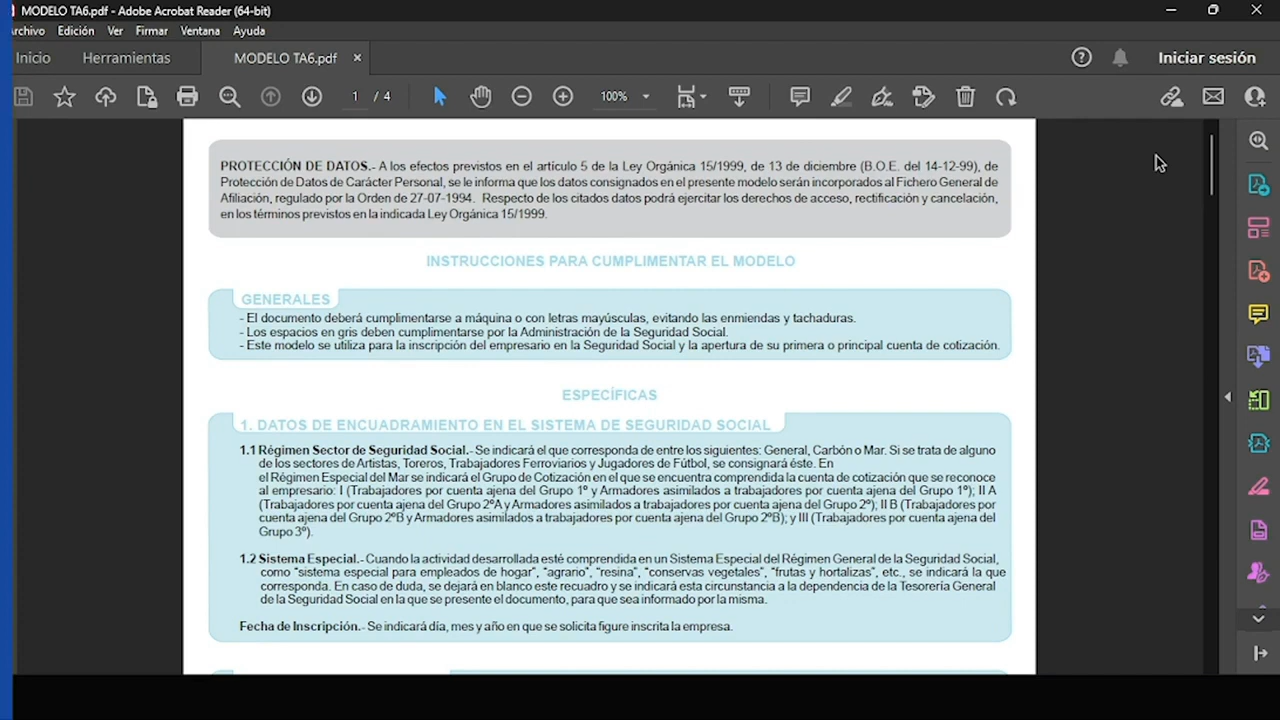 MODELO TA6.pdf - Adobe Acrobat Reader (64-bit)
rchivo Edición Ver Firmar Ventana Ayuda
Inicio Herramientas MODELO TA6.pdf Iniciar sesión
1 / 4 100%
PROTECCIÓN DE DATOS.- A los efectos previstos en el artículo 5 de la Ley Orgánica 15/1999, de 13 de diciembre (B.O.E. del 14-12-99), de
Protección de Datos de Carácter Personal, se le informa que los datos consignados en el presente modelo serán incorporados al Fichero General de
Afiliación, regulado por la Orden de 27-07-1994. Respecto de los citados datos podrá ejercitar los derechos de acceso, rectificación y cancelación,
en los términos previstos en la indicada Ley Orgánica 15/1999.
INSTRUCCIONES PARA CUMPLIMENTAR EL MODELO
GENERALES
- El documento deberá cumplimentarse a máquina o con letras mayúsculas, evitando las enmiendas y tachaduras.
- Los espacios en gris deben cumplimentarse por la Administración de la Seguridad Social.
- Este modelo se utiliza para la inscripción del empresario en la Seguridad Social y la apertura de su primera o principal cuenta de cotización.
ESPECÍFICAS
1. DATOS DE ENCUADRAMIENTO EN EL SISTEMA DE SEGURIDAD SOCIAL
1.1 Régimen Sector de Seguridad Social.- Se indicará el que corresponda de entre los siguientes: General, Carbón o Mar. Si se trata de alguno
de los sectores de Artistas, Toreros, Trabajadores Ferroviarios y Jugadores de Fútbol, se consignará éste. En
el Régimen Especial del Mar se indicará el Grupo de Cotización en el que se encuentra comprendida la cuenta de cotización que se reconoce
al empresario: I (Trabajadores por cuenta ajena del Grupo 1º y Armadores asimilados a trabajadores por cuenta ajena del Grupo 1º); II A
(Trabajadores por cuenta ajena del Grupo 2ºA y Armadores asimilados a trabajadores por cuenta ajena del Grupo 2º); II B (Trabajadores por
cuenta ajena del Grupo 2ºB y Armadores asimilados a trabajadores por cuenta ajena del Grupo 2ºB); y III (Trabajadores por cuenta ajena del
Grupo 3º).
1.2 Sistema Especial.- Cuando la actividad desarrollada esté comprendida en un Sistema Especial del Régimen General de la Seguridad Social,
como "sistema especial para empleados de hogar", "agrario", "resina", "conservas vegetales", "frutas y hortalizas", etc., se indicará la que
corresponda. En caso de duda, se dejará en blanco este recuadro y se indicará esta circunstancia a la dependencia de la Tesorería General
de la Seguridad Social en la que se presente el documento, para que sea informado por la misma.
Fecha de Inscripción.- Se indicará día, mes y año en que se solicita figure inscrita la empresa.